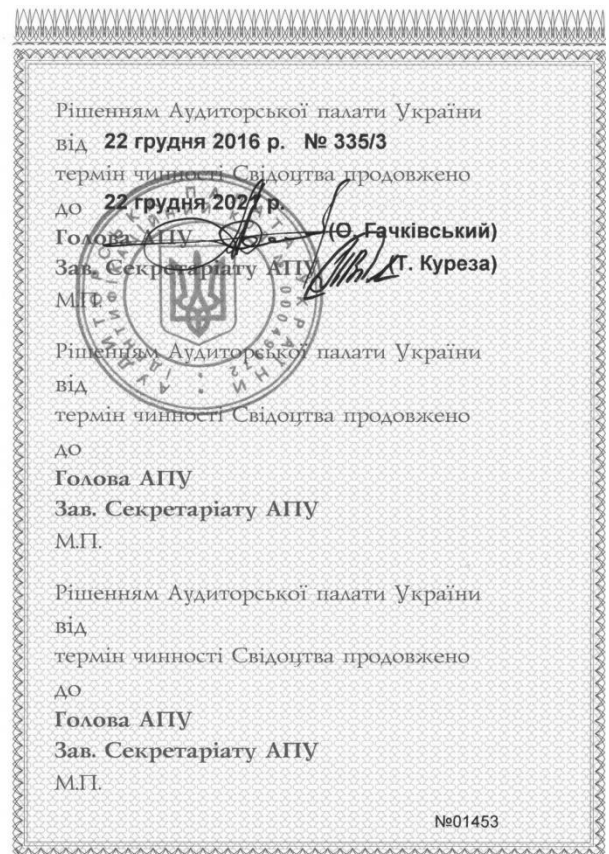 Рішенням Аудиторської палати України
від 22 грудня 2016 р. № 335/3
термін чинності Свідоцтва продовжено
до 22 грудня 2021 р.
Голова АПУ (О. Гачківський)
Зав. Секретаріату АПУ (Т. Куреза)
М.П.
Рішенням Аудиторської палати України
від
термін чинності Свідоцтва продовжено
до
Голова АПУ
Зав. Секретаріату АПУ
М.П.
Рішенням Аудиторської палати України
від
термін чинності Свідоцтва продовжено
до
Голова АПУ
Зав. Секретаріату АПУ
М.П.
№01453